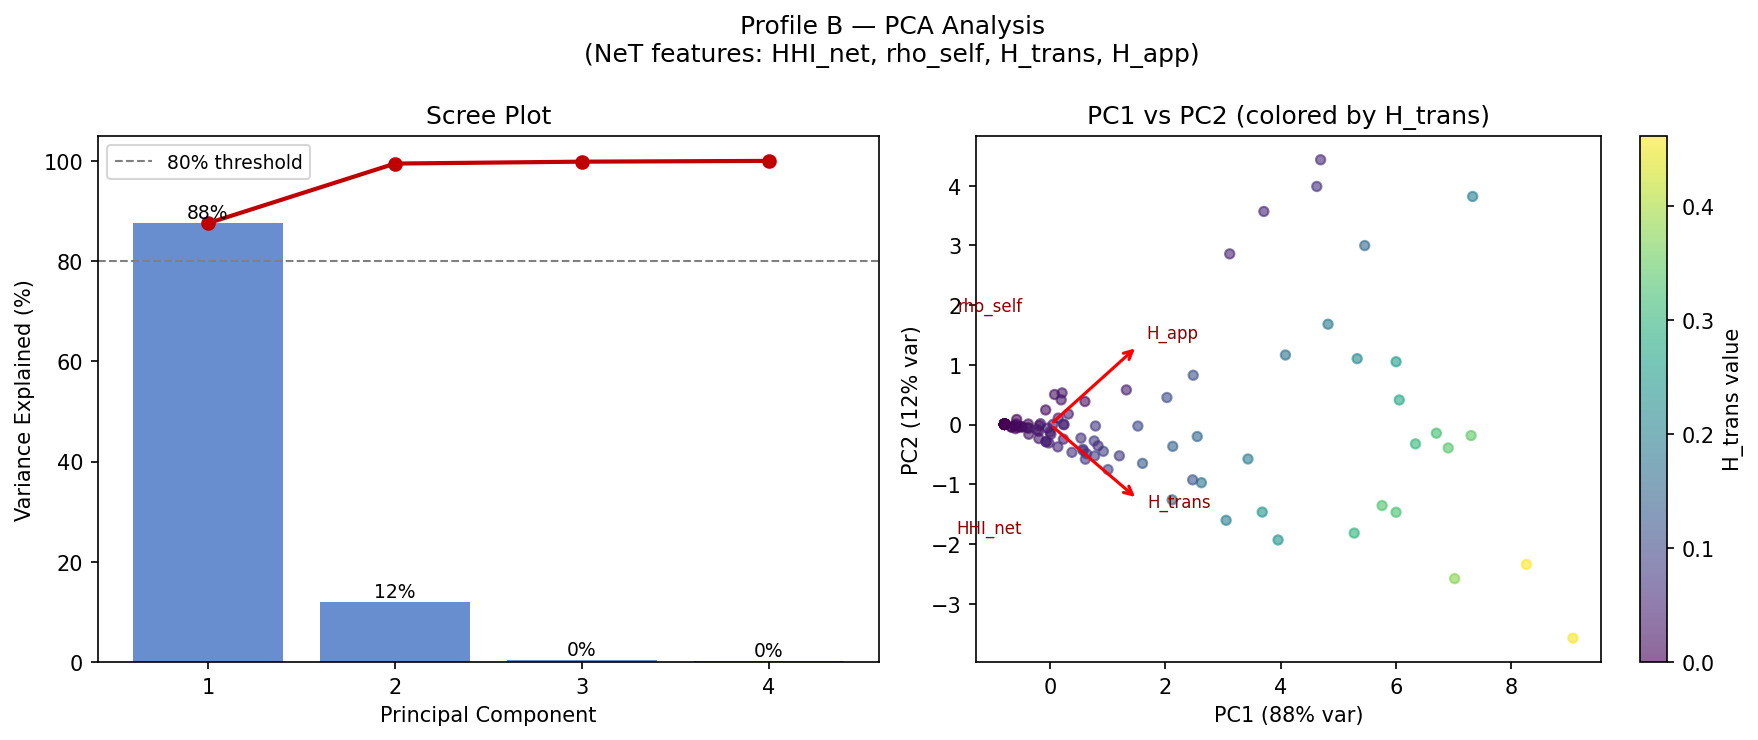 Profile B — PCA Analysis
(NeT features: HHI_net, rho_self, H_trans, H_app)
Scree Plot
80% threshold
100
80
60
40
20
0
88%
12%
0%
0%
1
2
3
4
Variance Explained (%)
Principal Component
PC1 vs PC2 (colored by H_trans)
4
3
2
1
0
−1
−2
−3
rho_self
H_app
H_trans
HHI_net
0
2
4
6
8
PC2 (12% var)
PC1 (88% var)
0.4
0.3
0.2
0.1
0.0
H_trans value